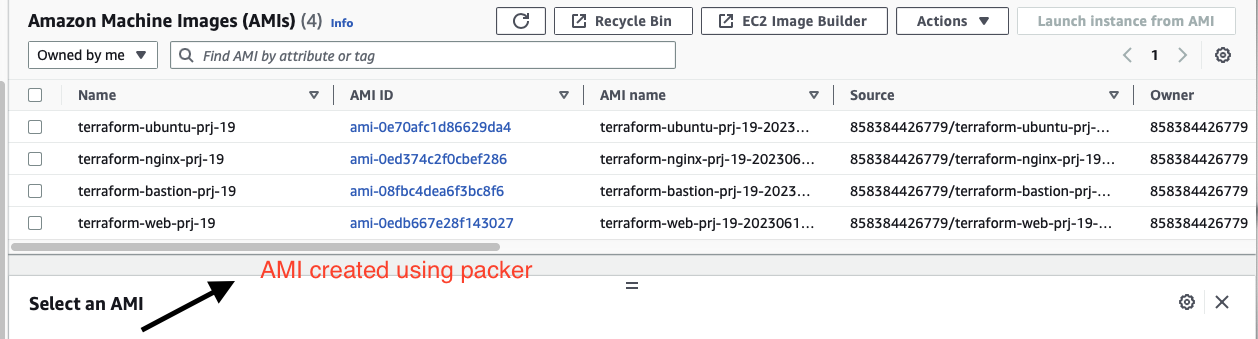 Amazon Machine Images (AMIs) (4) Info Recycle Bin EC2 Image Builder Actions Launch instance from AMI
Owned by me Find AMI by attribute or tag 1
Name AMI ID AMI name Source Owner
terraform-ubuntu-prj-19 ami-0e70afc1d86629da4 terraform-ubuntu-prj-19-2023... 858384426779/terraform-ubuntu-prj-... 858384426779
terraform-nginx-prj-19 ami-0ed374c2f0cbef286 terraform-nginx-prj-19-202306... 858384426779/terraform-nginx-prj-19... 858384426779
terraform-bastion-prj-19 ami-08fbc4dea6f3bc8f6 terraform-bastion-prj-19-2023... 858384426779/terraform-bastion-prj-... 858384426779
terraform-web-prj-19 ami-0edb667e28f143027 terraform-web-prj-19-2023061... 858384426779/terraform-web-prj-19-... 858384426779
AMI created using packer
Select an AMI